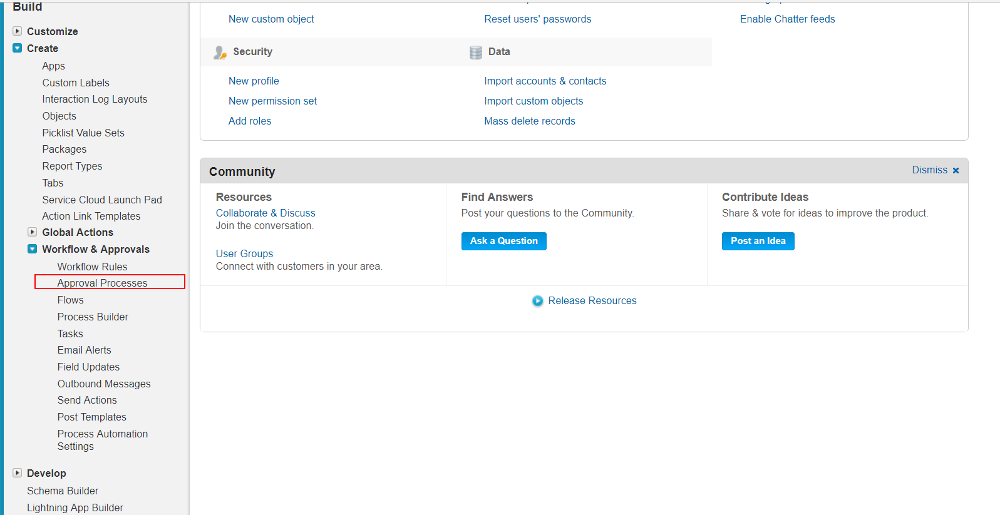 Build
Customize
Create
Apps
Custom Labels
Interaction Log Layouts
Objects
Picklist Value Sets
Packages
Report Types
Tabs
Service Cloud Launch Pad
Action Link Templates
Global Actions
Workflow & Approvals
Workflow Rules
Approval Processes
Flows
Process Builder
Tasks
Email Alerts
Field Updates
Outbound Messages
Send Actions
Post Templates
Process Automation
Settings
Develop
Schema Builder
Lightning App Builder
New custom object
Reset users' passwords
Enable Chatter feeds
Security
Data
New profile
Import accounts & contacts
New permission set
Import custom objects
Add roles
Mass delete records
Community
Dismiss
Resources
Collaborate & Discuss
Join the conversation.
User Groups
Connect with customers in your area.
Find Answers
Post your questions to the Community.
Ask a Question
Contribute Ideas
Share & vote for ideas to improve the product.
Post an Idea
Release Resources